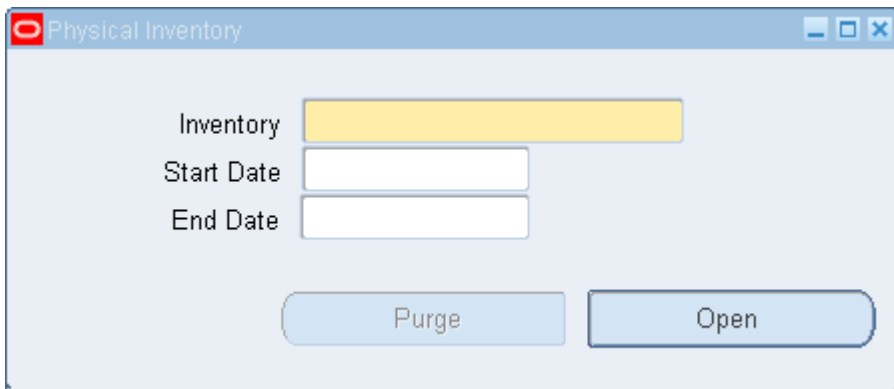 Physical Inventory
Inventory
Start Date
End Date
Purge
Open